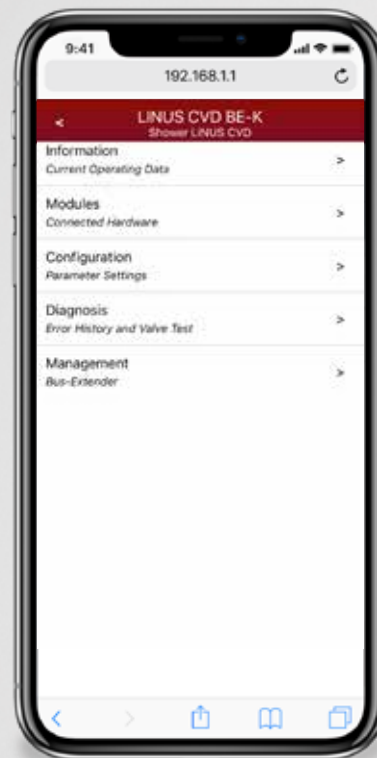 9:41
192.168.1.1
<
LINUS CVD BE-K
Shower LINUS CVD
Information
Current Operating Data
>
Modules
Connected Hardware
>
Configuration
Parameter Settings
>
Diagnosis
Error History and Valve Test
>
Management
Bus-Extender
>